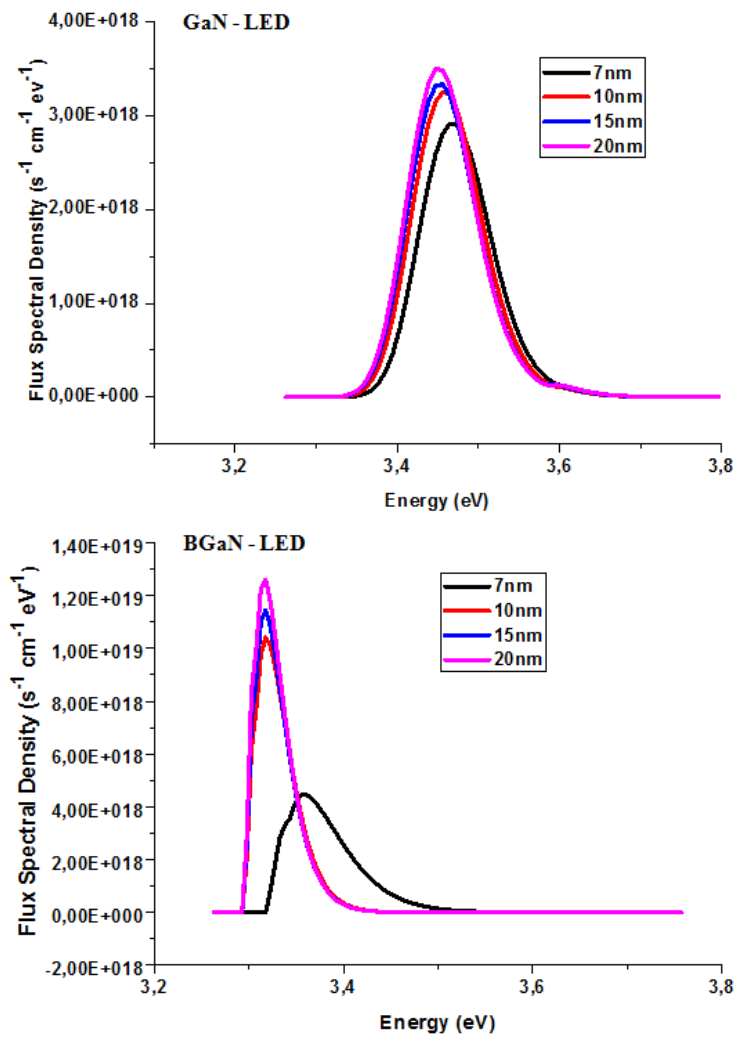 GaN - LED
4,00E+018
3,00E+018
2,00E+018
1,00E+018
0,00E+000
Flux Spectral Density (s⁻¹ cm⁻¹ ev⁻¹)
7nm
10nm
15nm
20nm
3,2
3,4
3,6
3,8
Energy (eV)
BGaN - LED
1,40E+019
1,20E+019
1,00E+019
8,00E+018
6,00E+018
4,00E+018
2,00E+018
0,00E+000
-2,00E+018
Flux Spectral Density (s⁻¹ cm⁻¹ eV⁻¹)
7nm
10nm
15nm
20nm
3,2
3,4
3,6
3,8
Energy (eV)